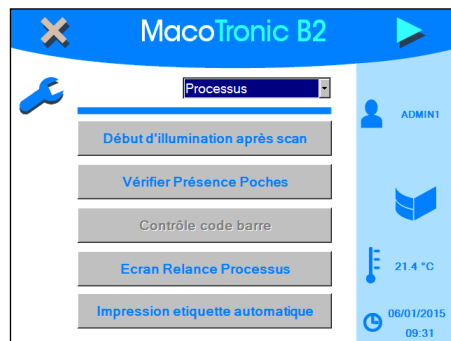 MacoTronic B2
Processus
ADMIN1
Début d'illumination après scan
Vérifier Présence Poches
Contrôle code barre
Ecran Relance Processus
21.4 °C
Impression etiquette automatique
06/01/2015
09:31